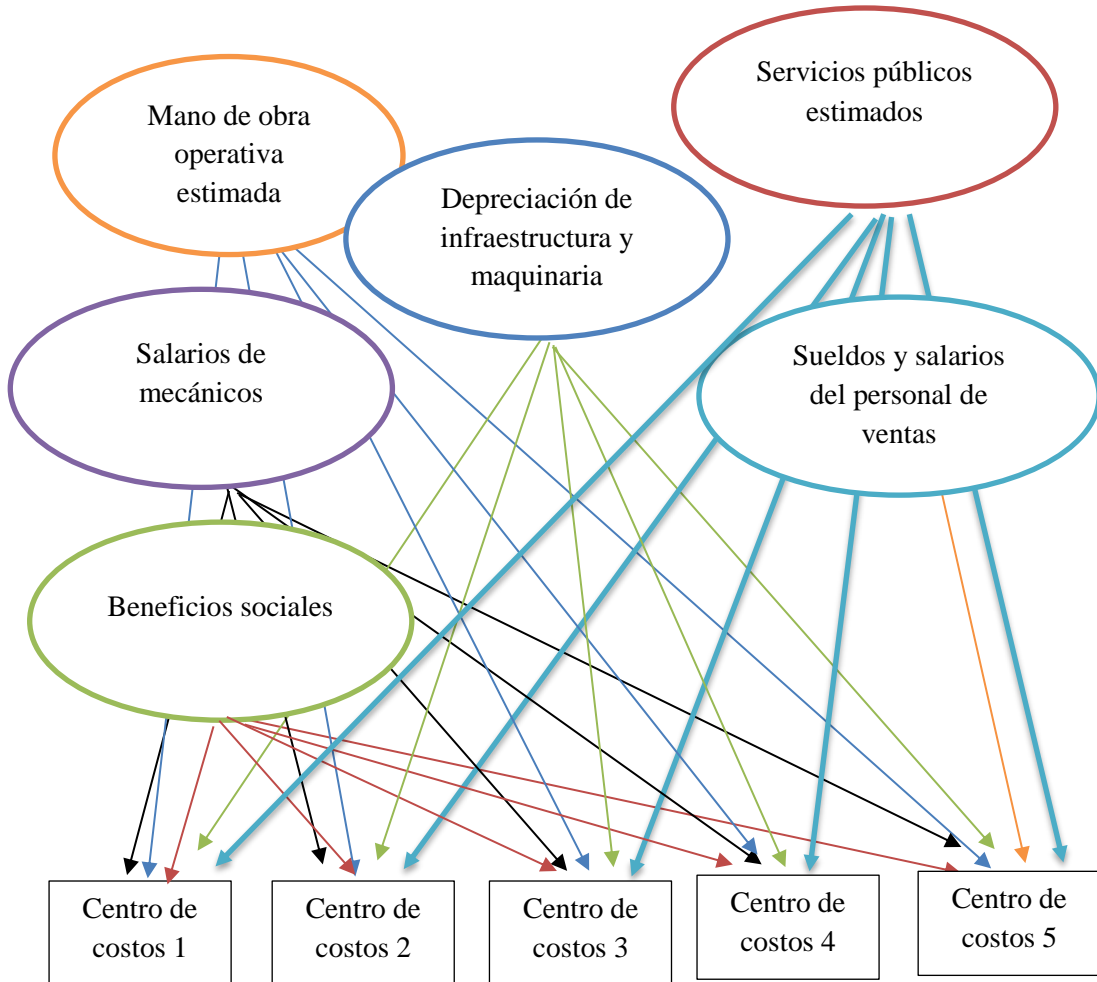 Mano de obra
operativa
estimada
Servicios públicos
estimados
Depreciación de
infraestructura y
maquinaria
Salarios de
mecánicos
Sueldos y salarios
del personal de
ventas
Beneficios sociales
Centro de
costos 1
Centro de
costos 2
Centro de
costos 3
Centro de
costos 4
Centro de
costos 5